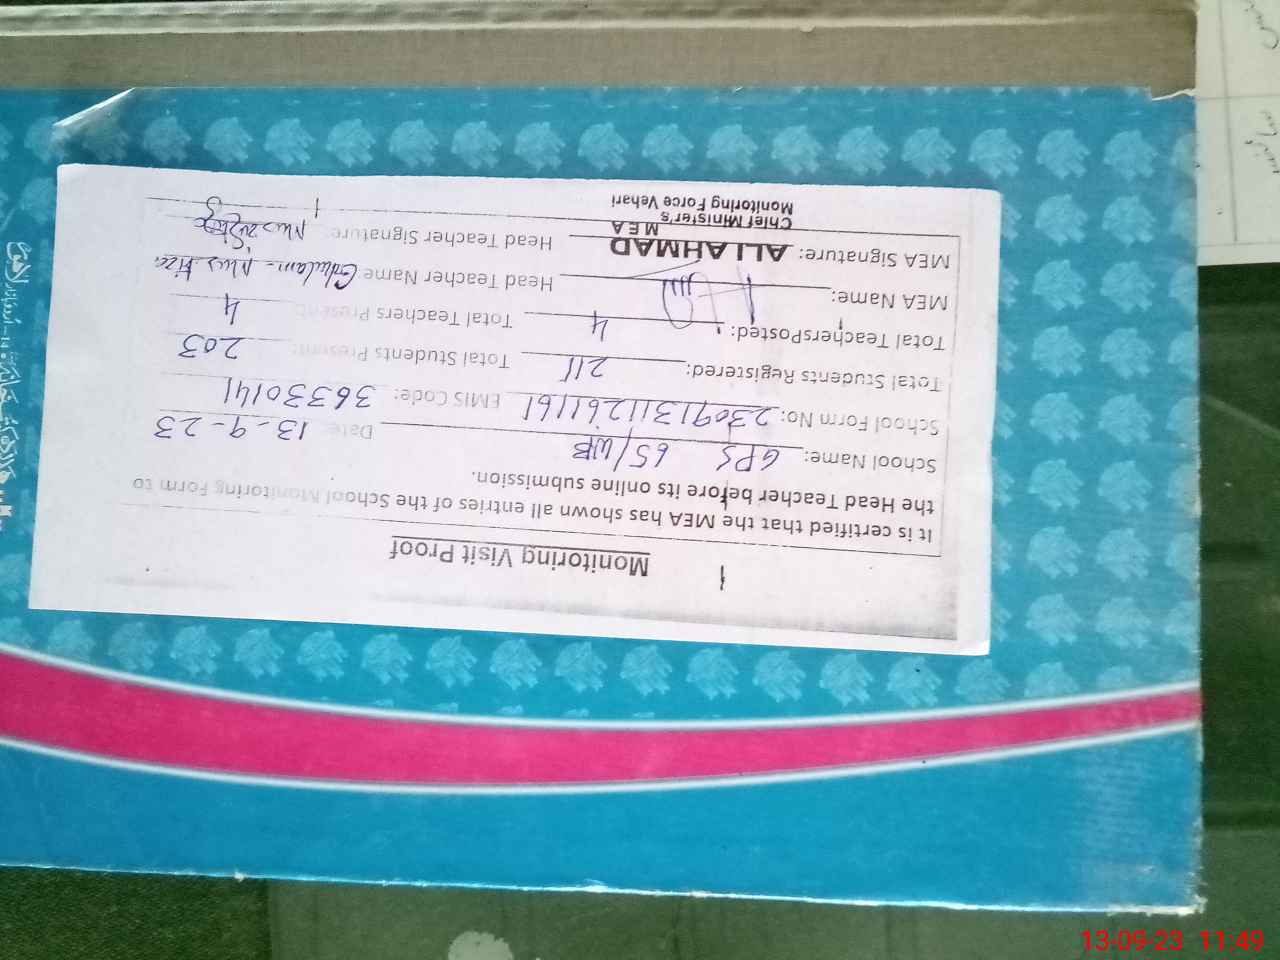 Monitoring Visit Proof
It is certified that the MEA has shown all entries of the School Monitoring Form to
the Head Teacher before its online submission.
School Name: GPS 65/WB Date: 13-9-23
School Form No: EMIS Code: 36330141
Total Students Registered: 211 Total Students Present: 203
Total TeachersPosted: 4 Total Teachers Present: 4
MEA Name: Head Teacher Name Ghulam
MEA Signature: ALI AHMAD Head Teacher Signature:
MEA
Chief Minister's
Monitoring Force Vehari
13-09-23 11:49